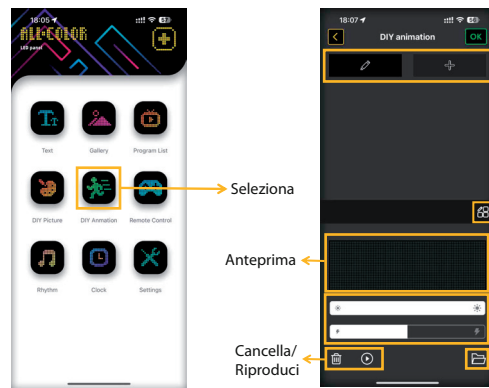 18:05
ALL-COLOR
LED panel
Text
Gallery
Program List
DIY Picture
DIY Anmation
Remote Control
Rhythm
Clock
Settings
Seleziona
Anteprima
Cancella/
Riproduci
18:07
DIY animation
OK